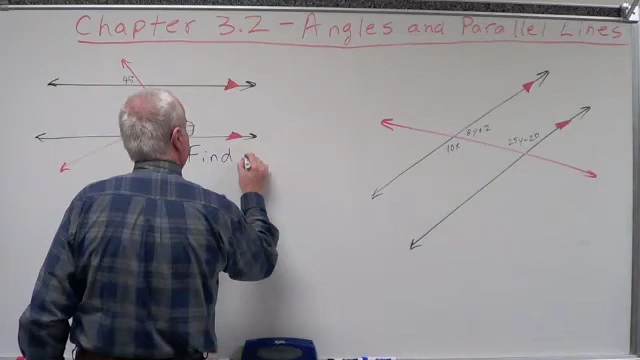 Chapter 3.2 - Angles and Parallel Lines
45
8y+2
25y-20
10x
Find